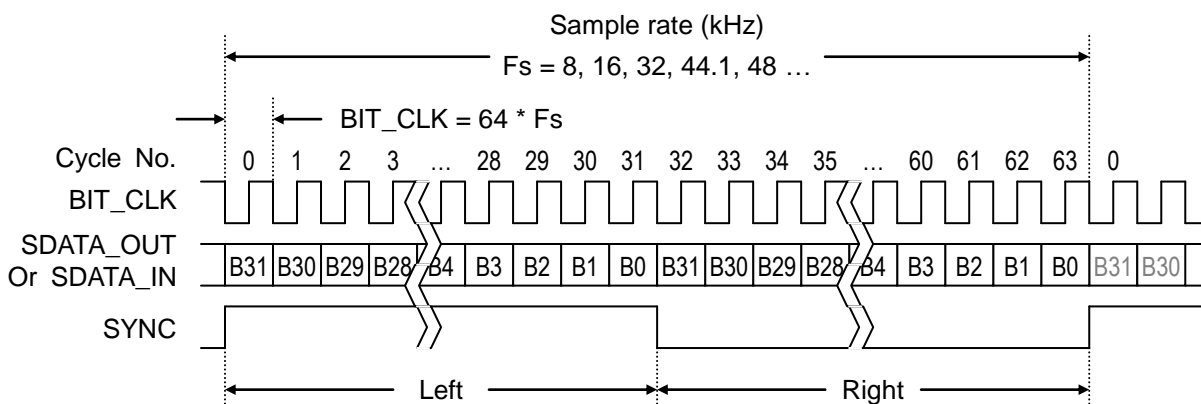 Sample rate (kHz)
Fs = 8, 16, 32, 44.1, 48 …
BIT_CLK = 64 * Fs
Cycle No. 0 1 2 3 … 28 29 30 31 32 33 34 35 … 60 61 62 63 0
BIT_CLK
SDATA_OUT
Or SDATA_IN B31 B30 B29 B28 B4 B3 B2 B1 B0 B31 B30 B29 B28 B4 B3 B2 B1 B0 B31 B30
SYNC
Left Right